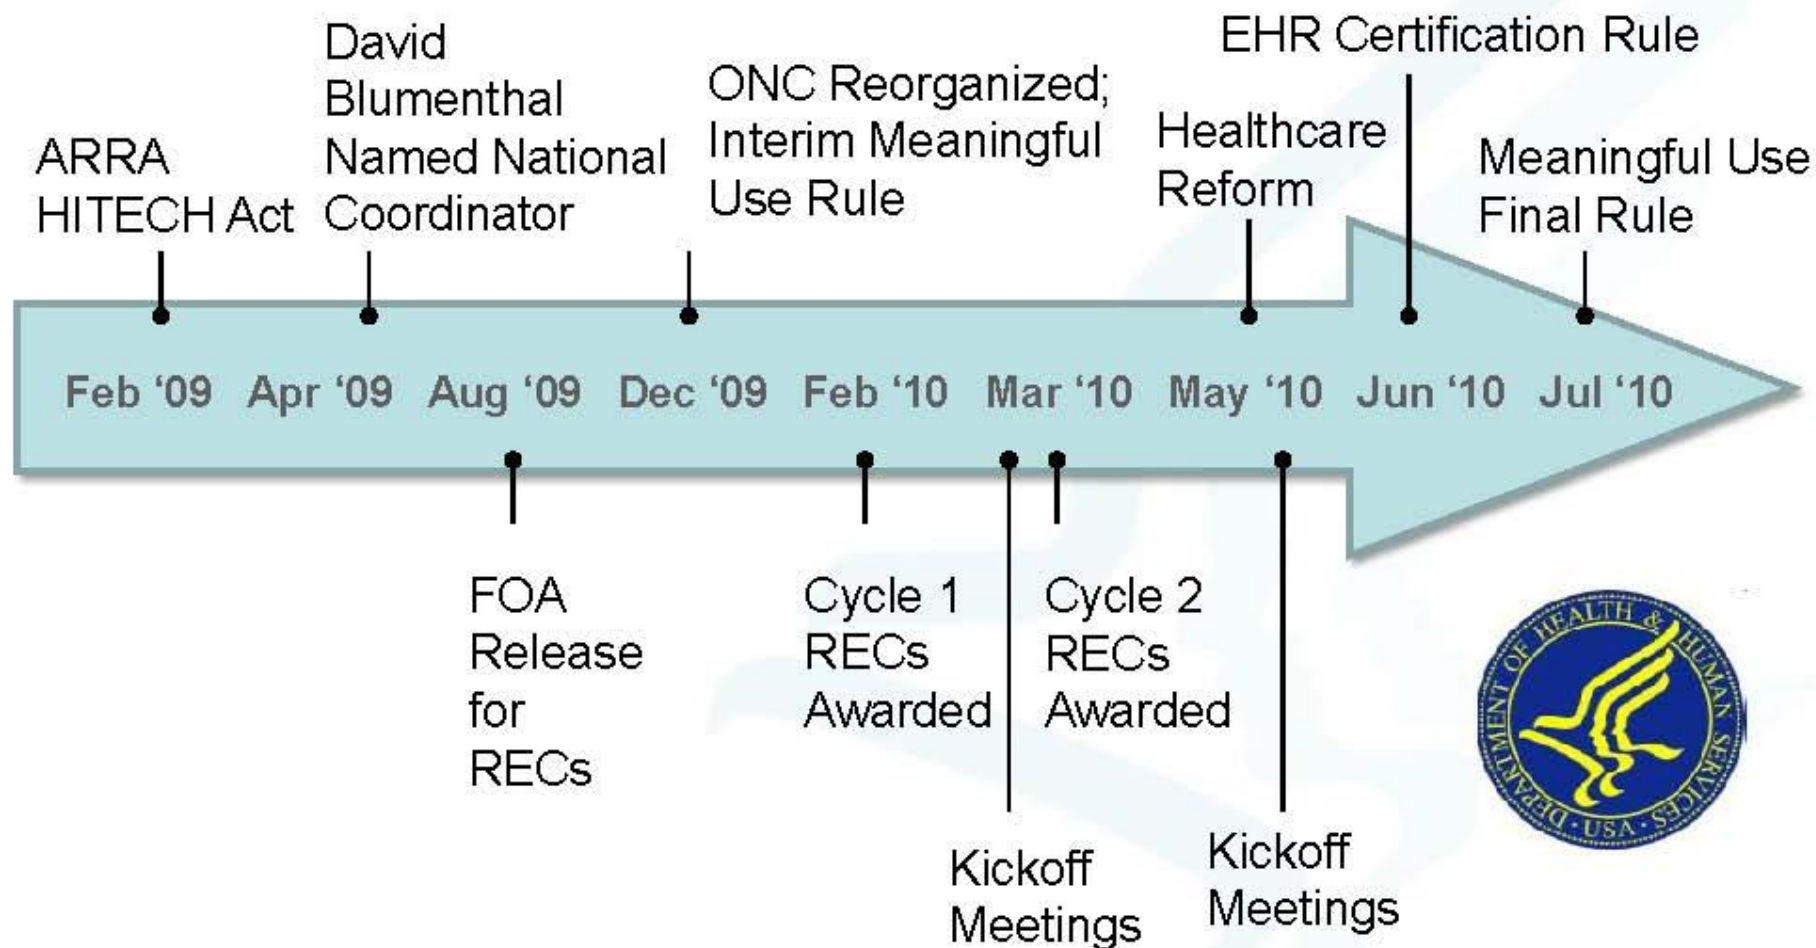 ARRA
HITECH Act
David
Blumenthal
Named National
Coordinator
ONC Reorganized;
Interim Meaningful
Use Rule
Healthcare
Reform
EHR Certification Rule
Meaningful Use
Final Rule
Feb ‘09 Apr ‘09 Aug ‘09 Dec ‘09 Feb ‘10 Mar ‘10 May ‘10 Jun ‘10 Jul ‘10
FOA
Release
for
RECs
Cycle 1
RECs
Awarded
Kickoff
Meetings
Cycle 2
RECs
Awarded
Kickoff
Meetings
DEPARTMENT OF HEALTH & HUMAN SERVICES · USA ·